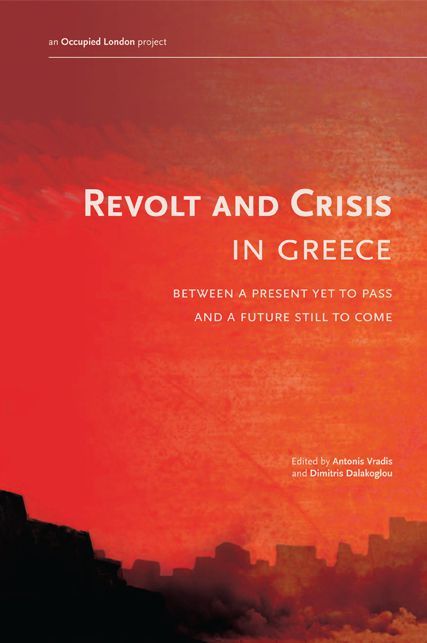 an Occupied London project
REVOLT AND CRISIS
IN GREECE
BETWEEN A PRESENT YET TO PASS
AND A FUTURE STILL TO COME
Edited by Antonis Vradis
and Dimitris Dalakoglou